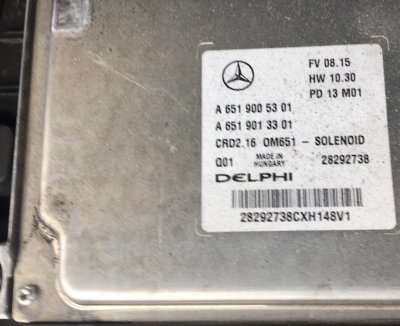 FV 08.15
HW 10.30
PD 13 M01
A 651 900 53 01
A 651 901 33 01
CRD2.16 OM651 - SOLENOID
Q01 MADE IN HUNGARY 28292738
DELPHI
28292738CXH148V1